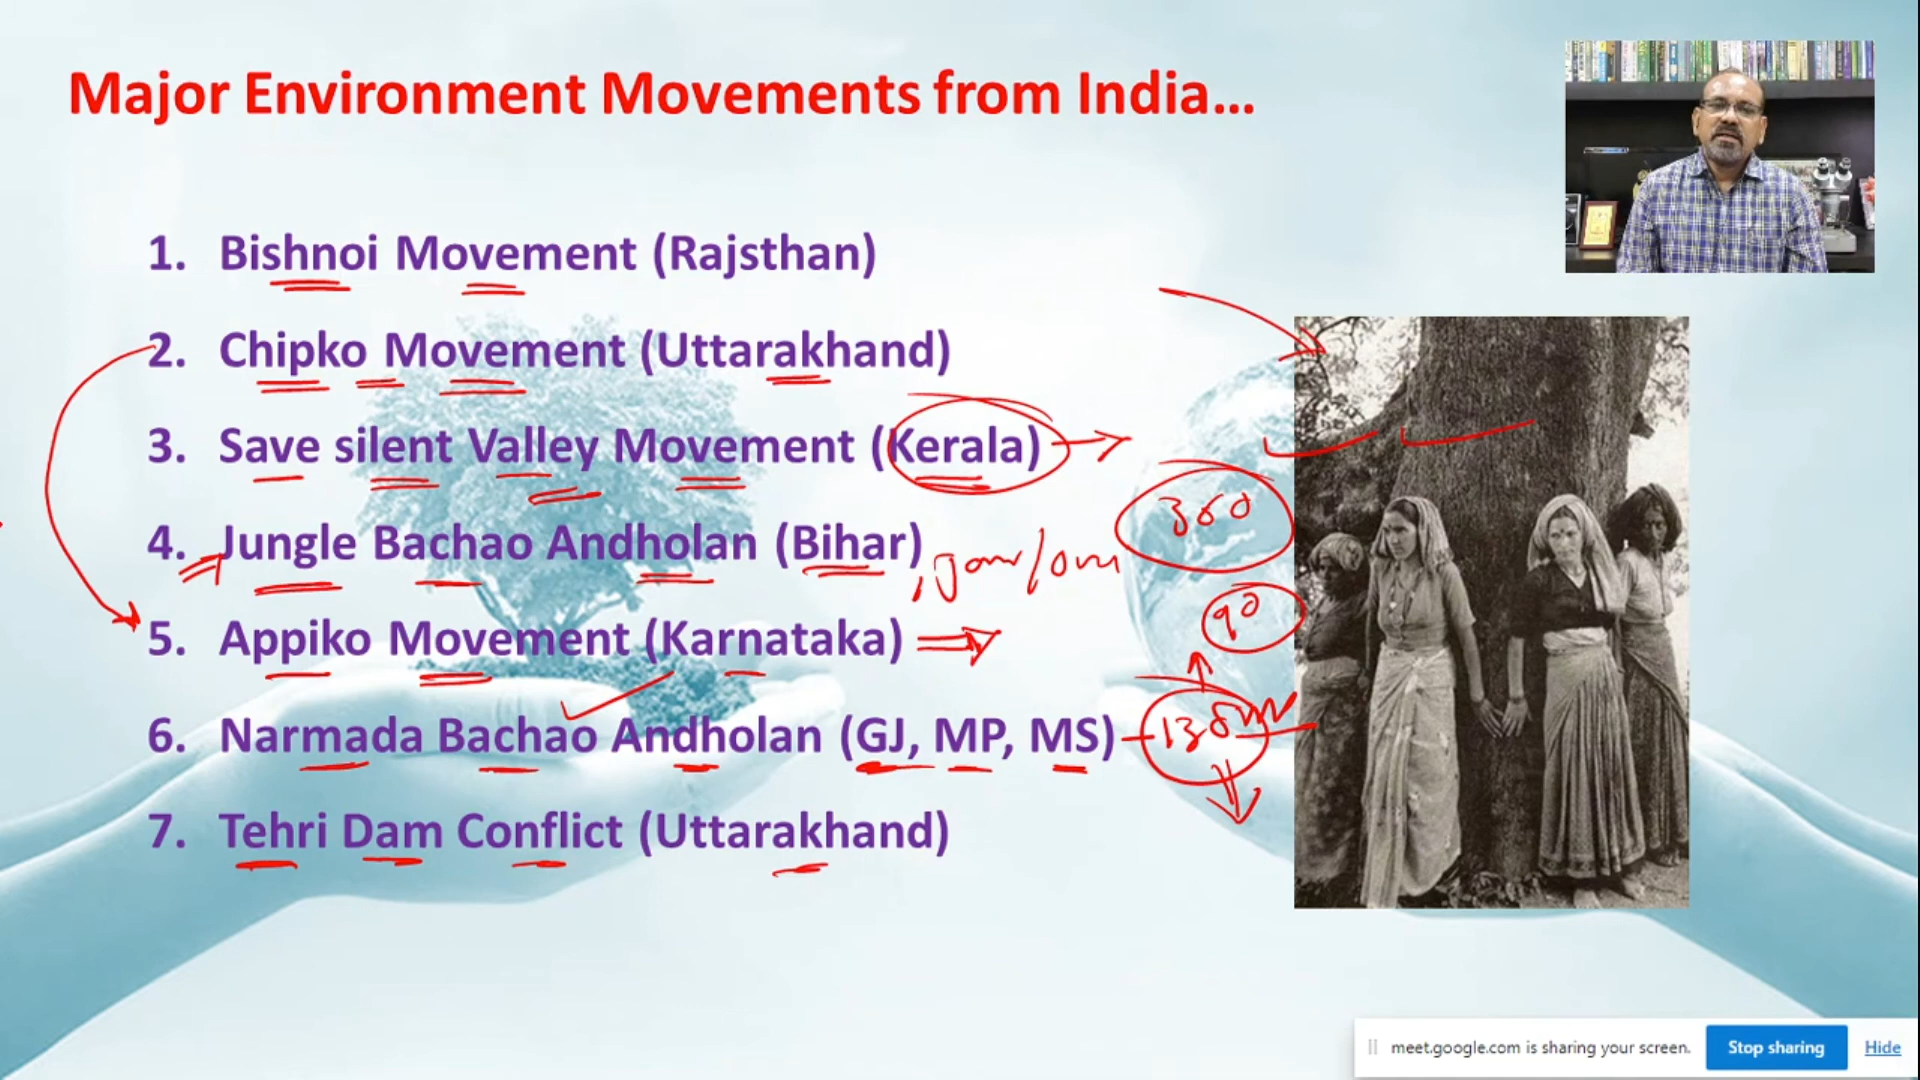 Major Environment Movements from India...
1. Bishnoi Movement (Rajsthan)
2. Chipko Movement (Uttarakhand)
3. Save silent Valley Movement (Kerala)
360
4. Jungle Bachao Andholan (Bihar)
90
5. Appiko Movement (Karnataka)
6. Narmada Bachao Andholan (GJ, MP, MS)
7. Tehri Dam Conflict (Uttarakhand)
meet.google.com is sharing your screen. Stop sharing Hide